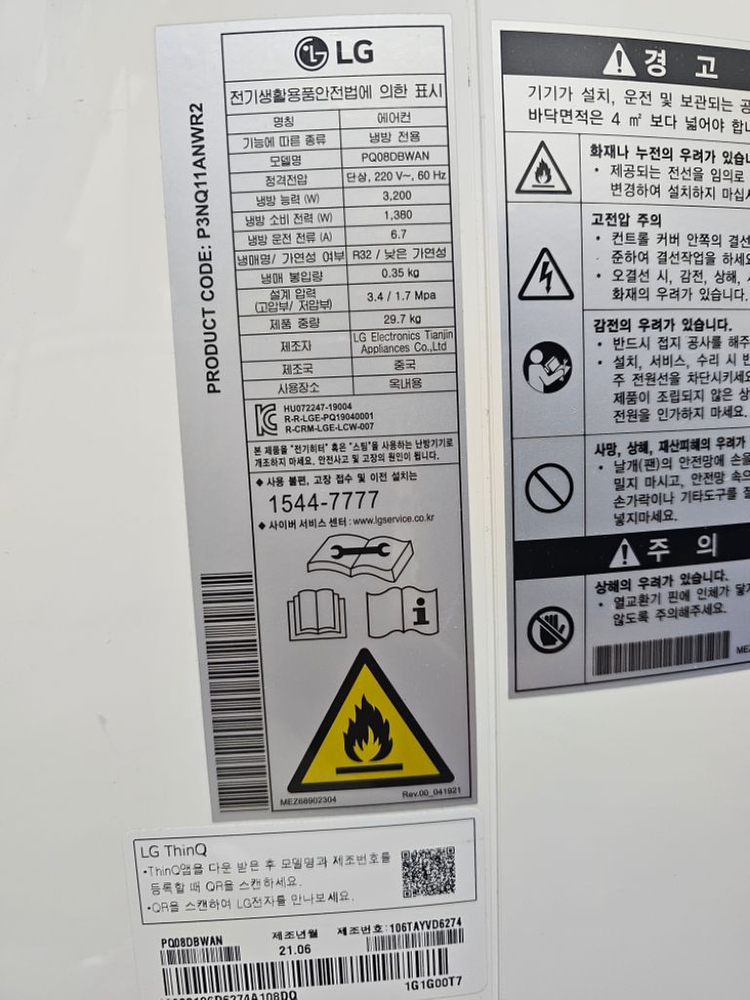 PRODUCT CODE: P3NQ11ANWR2
LG
전기생활용품안전법에 의한 표시
명칭 에어컨
기능에 따른 종류 냉방 전용
모델명 PQ08DBWAN
정격전압 단상, 220 V~, 60 Hz
냉방 능력 (W) 3,200
냉방 소비 전력 (W) 1,380
냉방 운전 전류 (A) 6.7
냉매명/ 가연성 여부 R32 / 낮은 가연성
냉매 봉입량 0.35 kg
설계 압력
(고압부/ 저압부) 3.4 / 1.7 Mpa
제품 중량 29.7 kg
제조자 LG Electronics Tianjin
Appliances Co.,Ltd
제조국 중국
사용장소 옥내용
HU072247-19004
R-R-LGE-PQ19040001
R-CRM-LGE-LCW-007
본 제품을 "전기히터" 혹은 "스팀"을 사용하는 난방기기로
개조하지 마세요. 안전사고 및 고장의 원인이 됩니다.
◆ 사용 불편, 고장 접수 및 이전 설치는
1544-7777
◆ 사이버 서비스 센터 : www.lgservice.co.kr
MEZ68902304 Rev.00_041921
LG ThinQ
•ThinQ앱을 다운 받은 후 모델명과 제조번호를
등록할 때 QR을 스캔하세요.
•QR을 스캔하여 LG전자를 만나보세요.
PQ08DBWAN 제조년월 제조번호:106TAYVD6274
21.06
1G1G00T7
경 고
기기가 설치, 운전 및 보관되는 공
바닥면적은 4 ㎡ 보다 넓어야 합니
화재나 누전의 우려가 있습니
• 제공되는 전선을 임의로
변경하여 설치하지 마십시
고전압 주의
• 컨트롤 커버 안쪽의 결선
준하여 결선작업을 하세요
• 오결선 시, 감전, 상해,
화재의 우려가 있습니다.
감전의 우려가 있습니다.
• 반드시 접지 공사를 해주
• 설치, 서비스, 수리 시 반
주 전원선을 차단시키세요
제품이 조립되지 않은 상
전원을 인가하지 마세요.
사망, 상해, 재산피해의 우려가
• 날개(팬)의 안전망에 손을
밀지 마시고, 안전망 속으
손가락이나 기타도구를 절
넣지마세요.
주 의
상해의 우려가 있습니다.
• 열교환기 핀에 인체가 닿지
않도록 주의해주세요.
MEZ